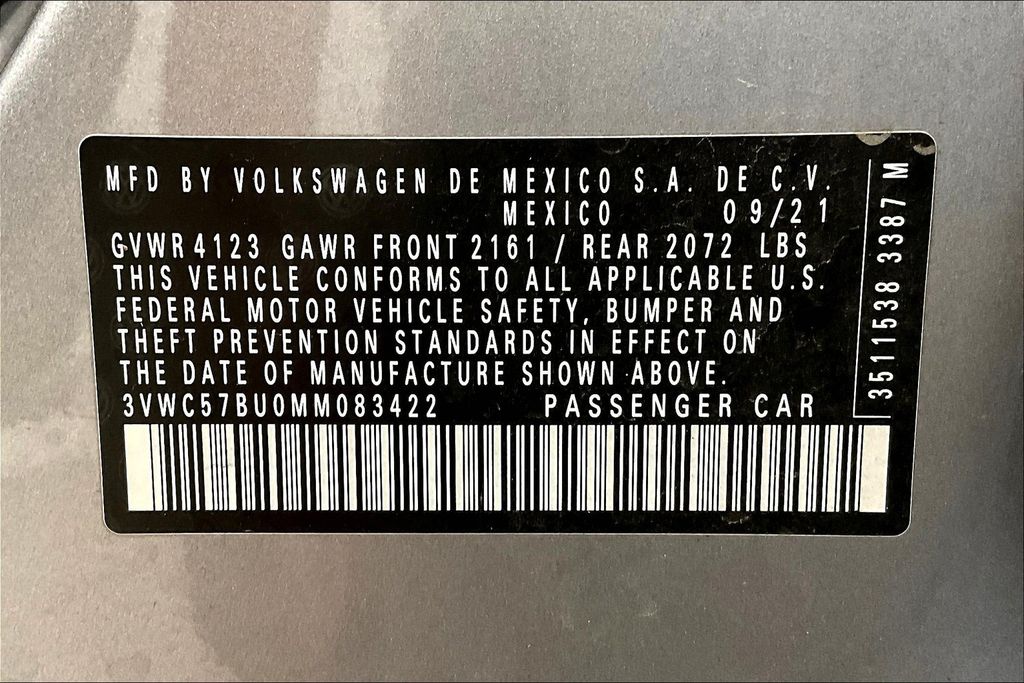 MFD BY VOLKSWAGEN DE MEXICO S.A. DE C.V.
MEXICO 09/21
GVWR 4123 GAWR FRONT 2161 / REAR 2072 LBS
THIS VEHICLE CONFORMS TO ALL APPLICABLE U.S.
FEDERAL MOTOR VEHICLE SAFETY, BUMPER AND
THEFT PREVENTION STANDARDS IN EFFECT ON
THE DATE OF MANUFACTURE SHOWN ABOVE.
3VWC57BU0MM083422 PASSENGER CAR
3511538 3387 M